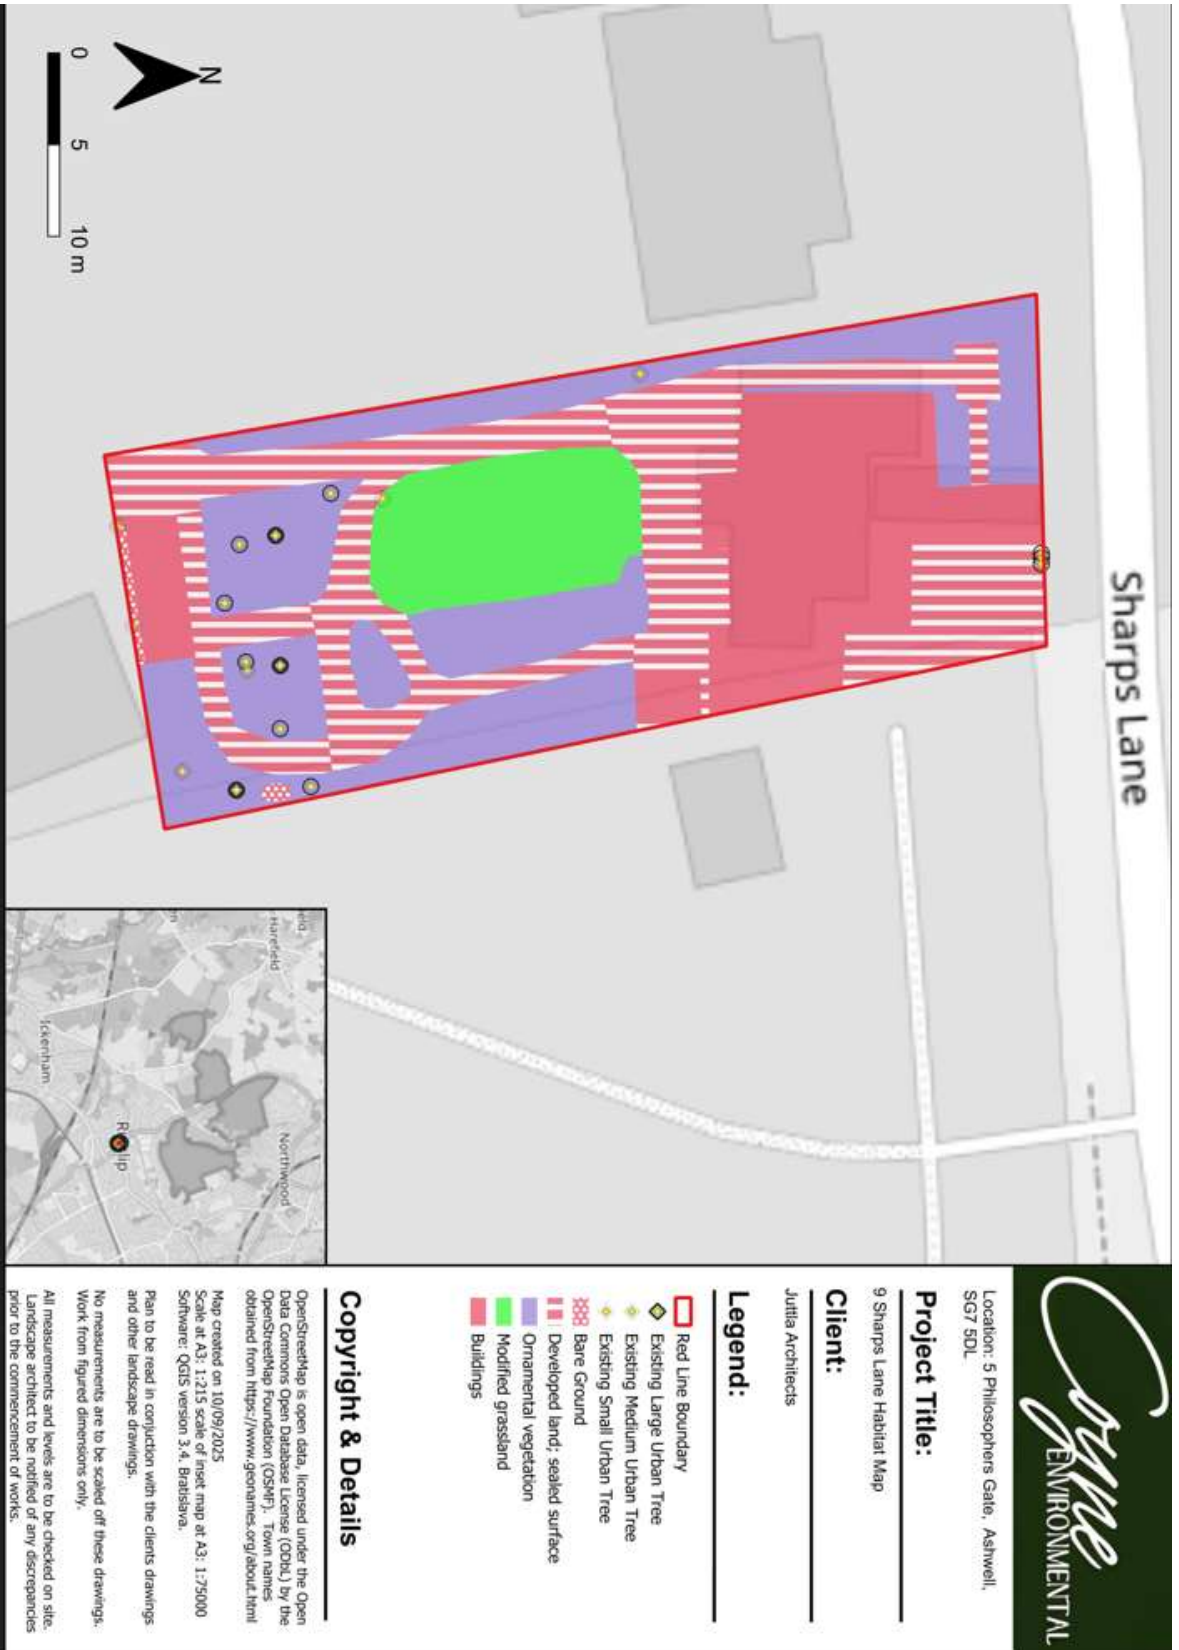 Coyne
ENVIRONMENTAL
Location: 5 Philosophers Gate, Ashwell,
SG7 5DL
Project Title:
9 Sharps Lane Habitat Map
Client:
Juttla Architects
Legend:
Red Line Boundary
Existing Large Urban Tree
Existing Medium Urban Tree
Existing Small Urban Tree
Bare Ground
Developed land; sealed surface
Ornamental vegetation
Modified grassland
Buildings
Copyright & Details
OpenStreetMap is open data, licensed under the Open
Data Commons Open Database License (ODbL) by the
OpenStreetMap Foundation (OSMF). Town names
obtained from https://www.geonames.org/about.html
Map created on 10/09/2025
Scale at A3: 1:215 scale of inset map at A3: 1:75000
Software: QGIS version 3.4. Bratislava.
Plan to be read in conjuction with the clients drawings
and other landscape drawings.
No measurements are to be scaled off these drawings.
Work from figured dimensions only.
All measurements and levels are to be checked on site.
Landscape architect to be notified of any discrepancies
prior to the commencement of works.
Sharps Lane
N
0 5 10 m
Harefield
Northwood
Ickenham